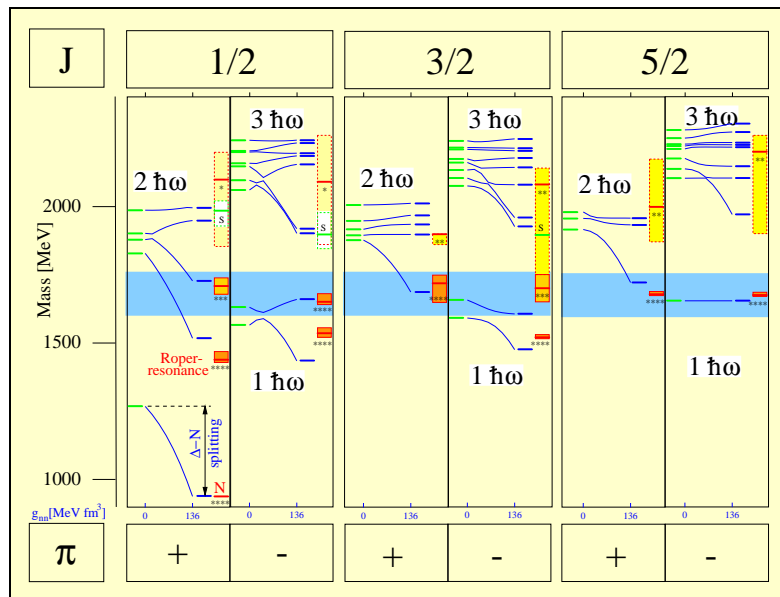 J
1/2
3/2
5/2
3 ħω
3 ħω
3 ħω
2 ħω
2 ħω
2 ħω
*
s
*
s
**
**
s
**
**
2000
Mass [MeV]
***
****
****
***
****
****
1500
Roper-
resonance
****
****
****
1 ħω
1 ħω
1 ħω
Δ−N
splitting
1000
N
****
g_nn[MeV fm³]
0
136
0
136
0
136
0
136
0
136
0
136
π
+
-
+
-
+
-